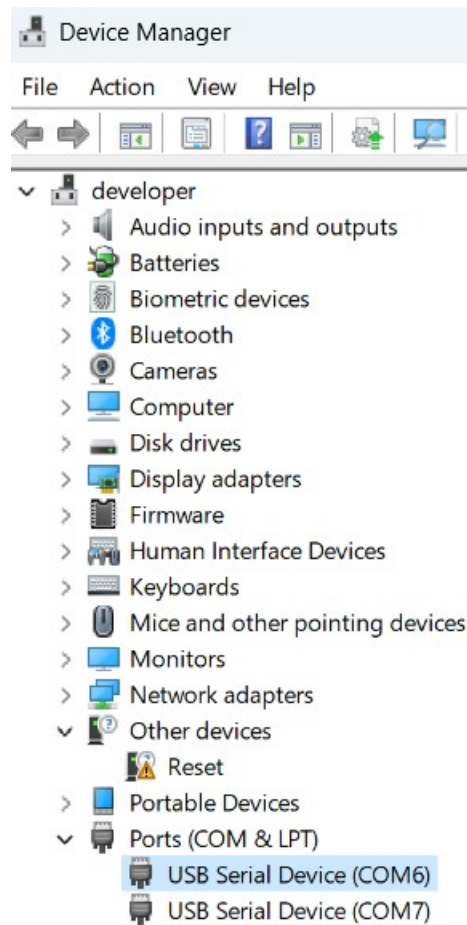 Device Manager
File Action View Help
developer
Audio inputs and outputs
Batteries
Biometric devices
Bluetooth
Cameras
Computer
Disk drives
Display adapters
Firmware
Human Interface Devices
Keyboards
Mice and other pointing devices
Monitors
Network adapters
Other devices
Reset
Portable Devices
Ports (COM & LPT)
USB Serial Device (COM6)
USB Serial Device (COM7)